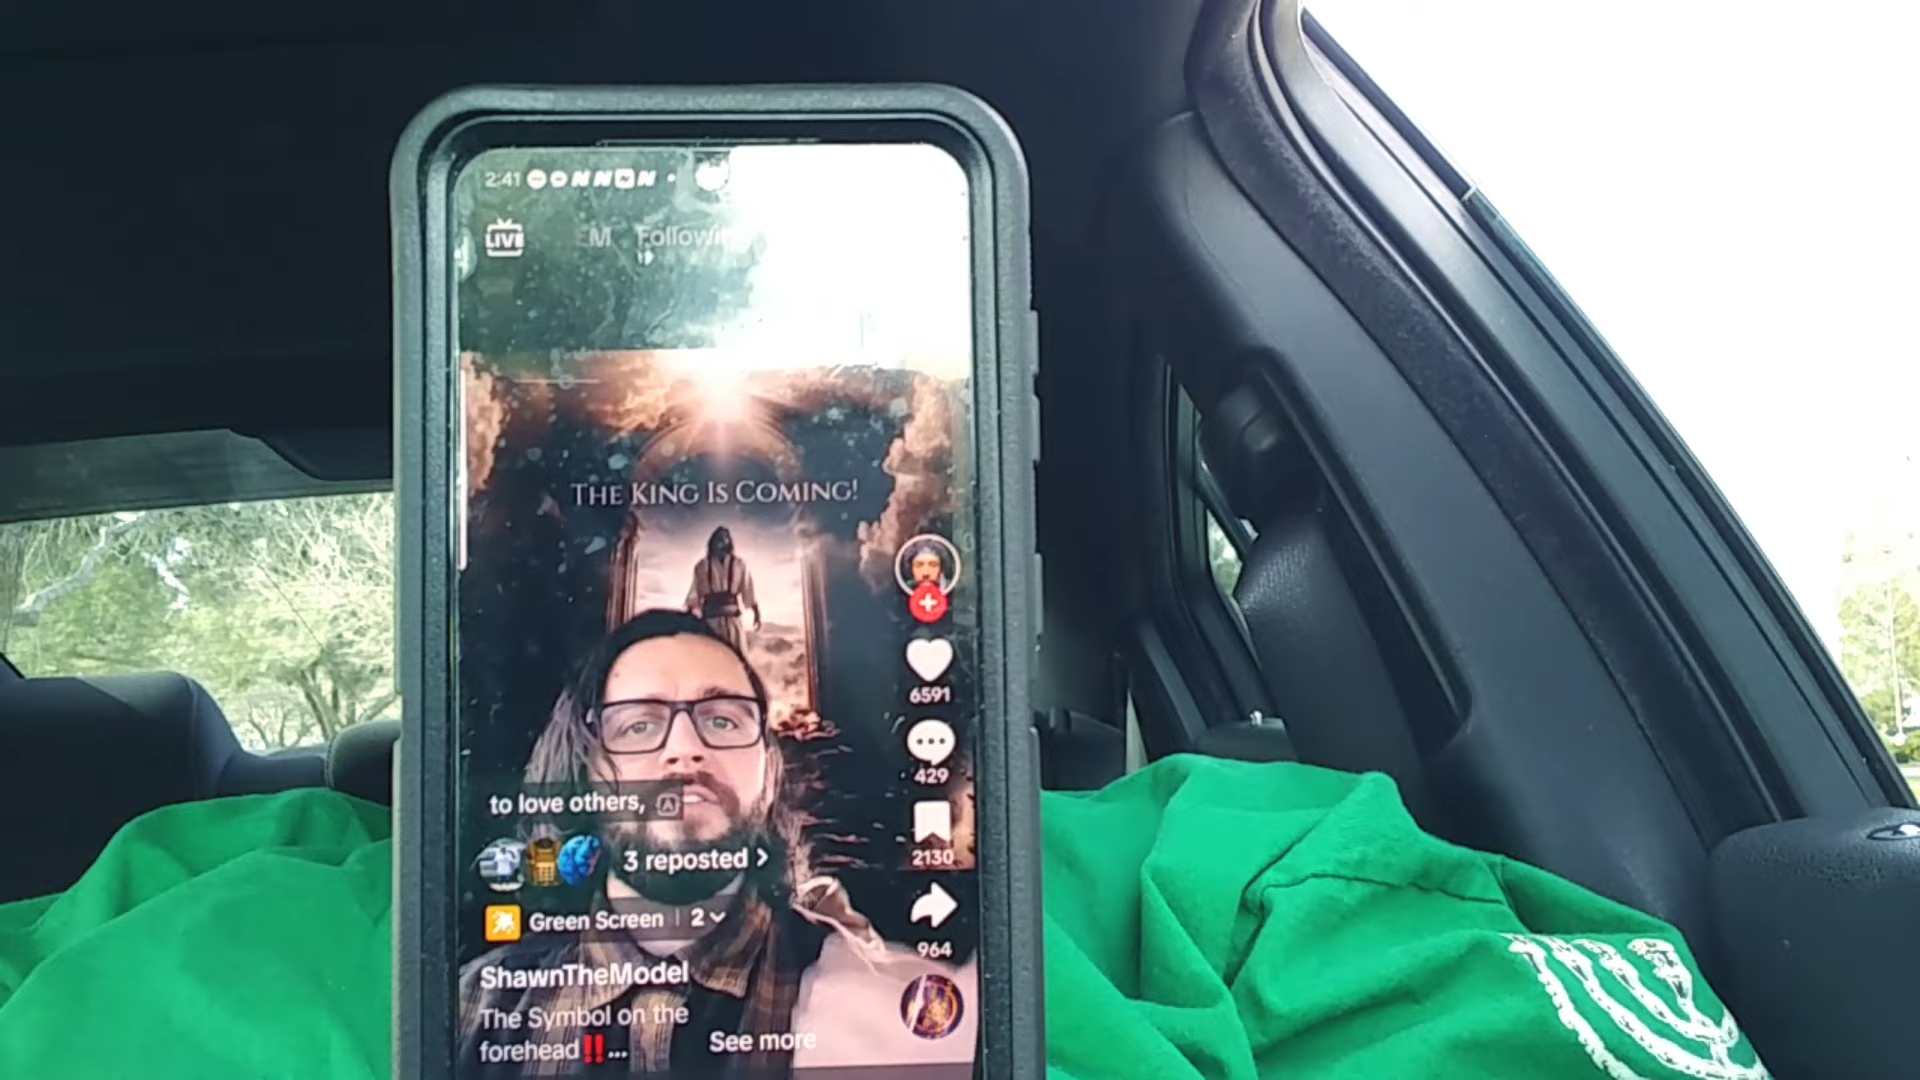 2:41
LIVE
Followin
THE KING IS COMING!
6591
to love others,
429
3 reposted >
2130
Green Screen | 2
964
ShawnTheModel
The Symbol on the
forehead‼️... See more